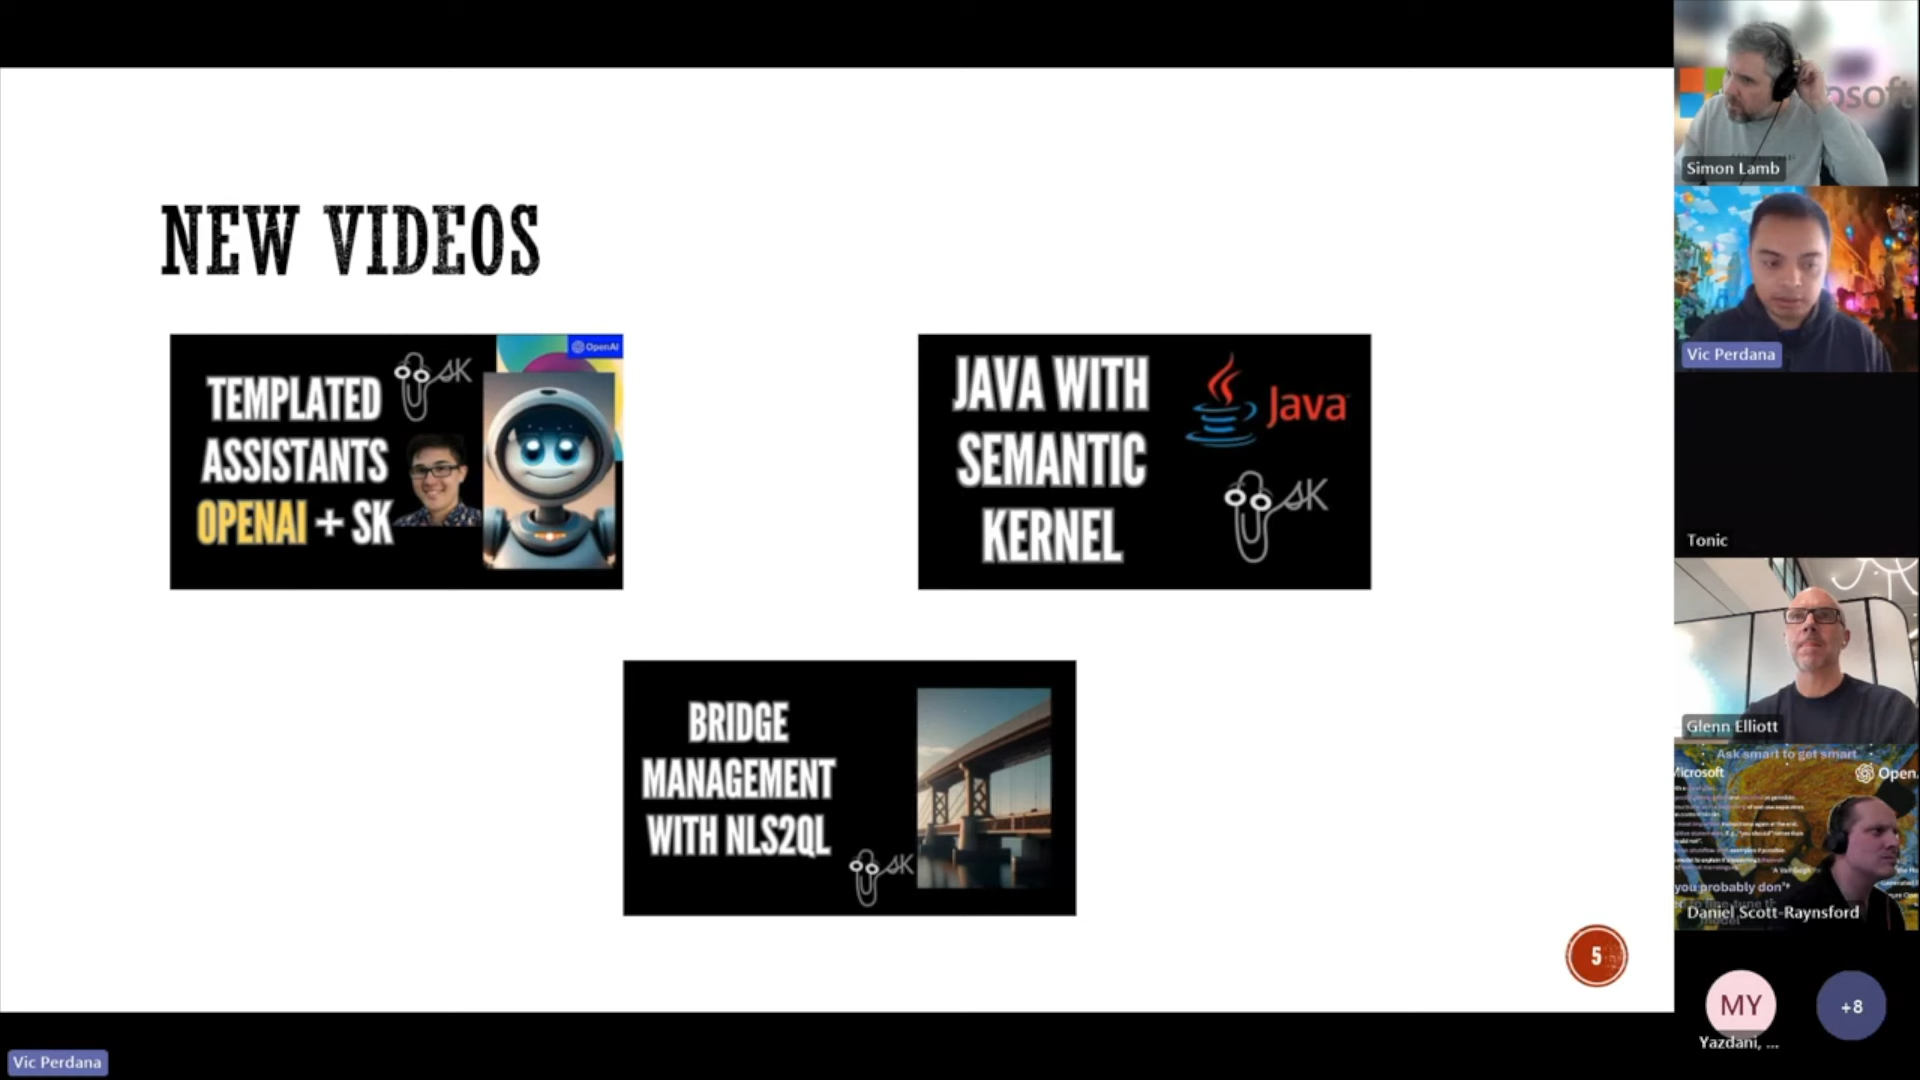 NEW VIDEOS
TEMPLATED
ASSISTANTS
OPENAI + SK
SK
OpenAI
JAVA WITH
SEMANTIC
KERNEL
Java
SK
BRIDGE
MANAGEMENT
WITH NLS2QL
SK
5
Vic Perdana
osoft
Simon Lamb
Vic Perdana
Tonic
Glenn Elliott
Ask smart to get smart
Microsoft
Open
you probably don't
Daniel Scott-Raynsford
MY
Yazdani, ...
+8